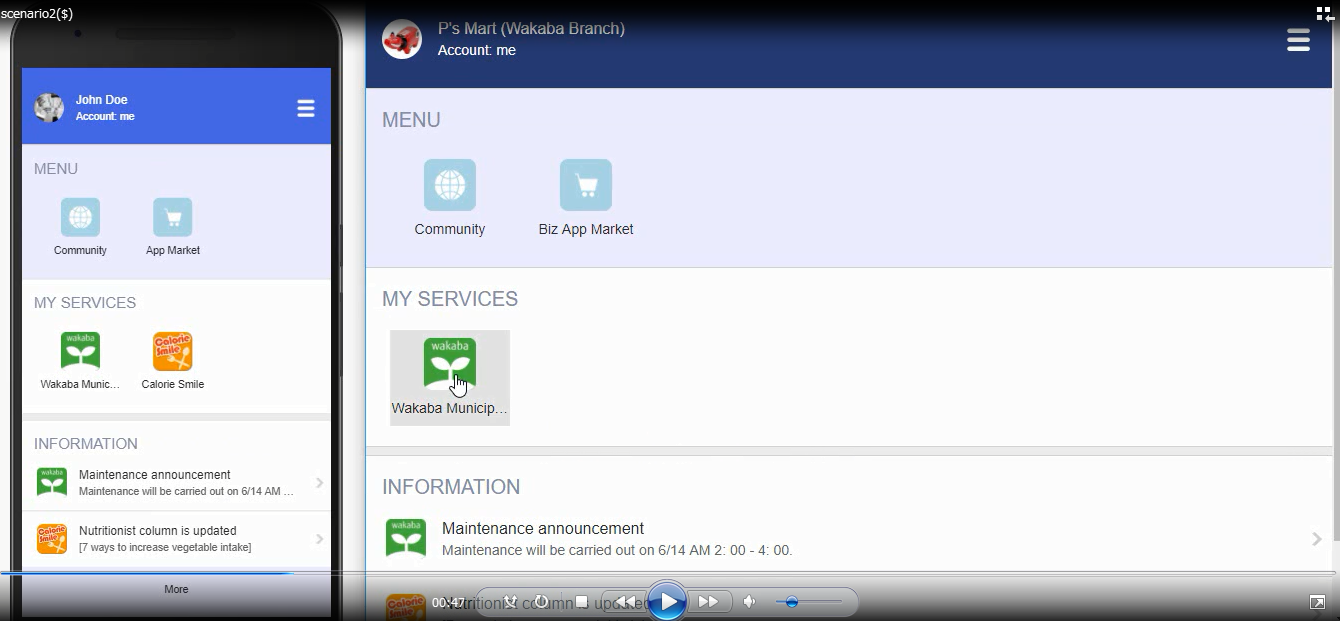 scenario2($)
John Doe
Account: me
MENU
Community
App Market
MY SERVICES
wakaba
Calorie
Smile
Wakaba Munic...
Calorie Smile
INFORMATION
wakaba
Maintenance announcement
Maintenance will be carried out on 6/14 AM ...
Calorie
Smile
Nutritionist column is updated
[7 ways to increase vegetable intake]
More
P's Mart (Wakaba Branch)
Account: me
MENU
Community
Biz App Market
MY SERVICES
wakaba
Wakaba Municip...
INFORMATION
wakaba
Maintenance announcement
Maintenance will be carried out on 6/14 AM 2: 00 - 4: 00.
Calorie
Smile
Nutritionist column is updated
00:47